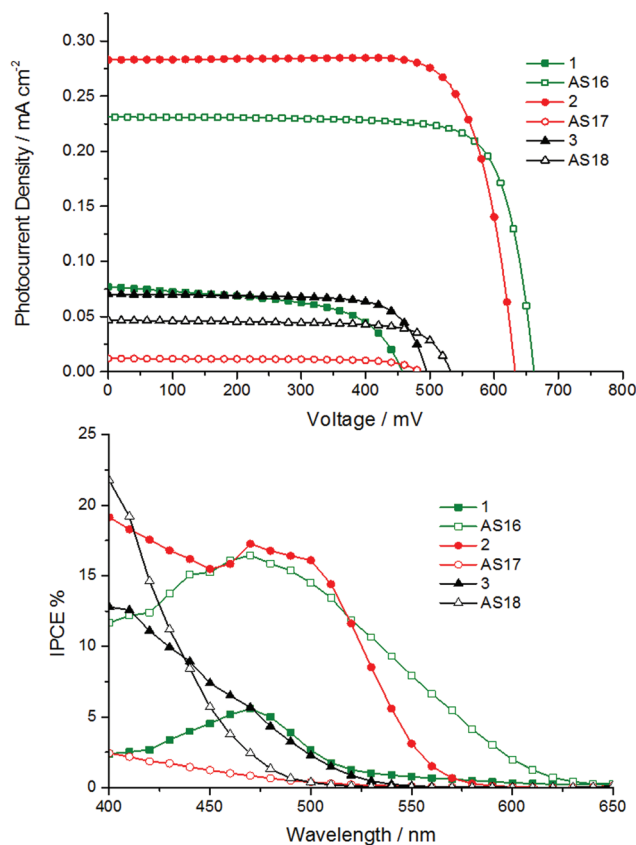 Photocurrent Density / mA cm⁻²
0.30
0.25
0.20
0.15
0.10
0.05
0.00
0 100 200 300 400 500 600 700 800
Voltage / mV
1
AS16
2
AS17
3
AS18
IPCE %
25
20
15
10
5
0
400 450 500 550 600 650
Wavelength / nm
1
AS16
2
AS17
3
AS18